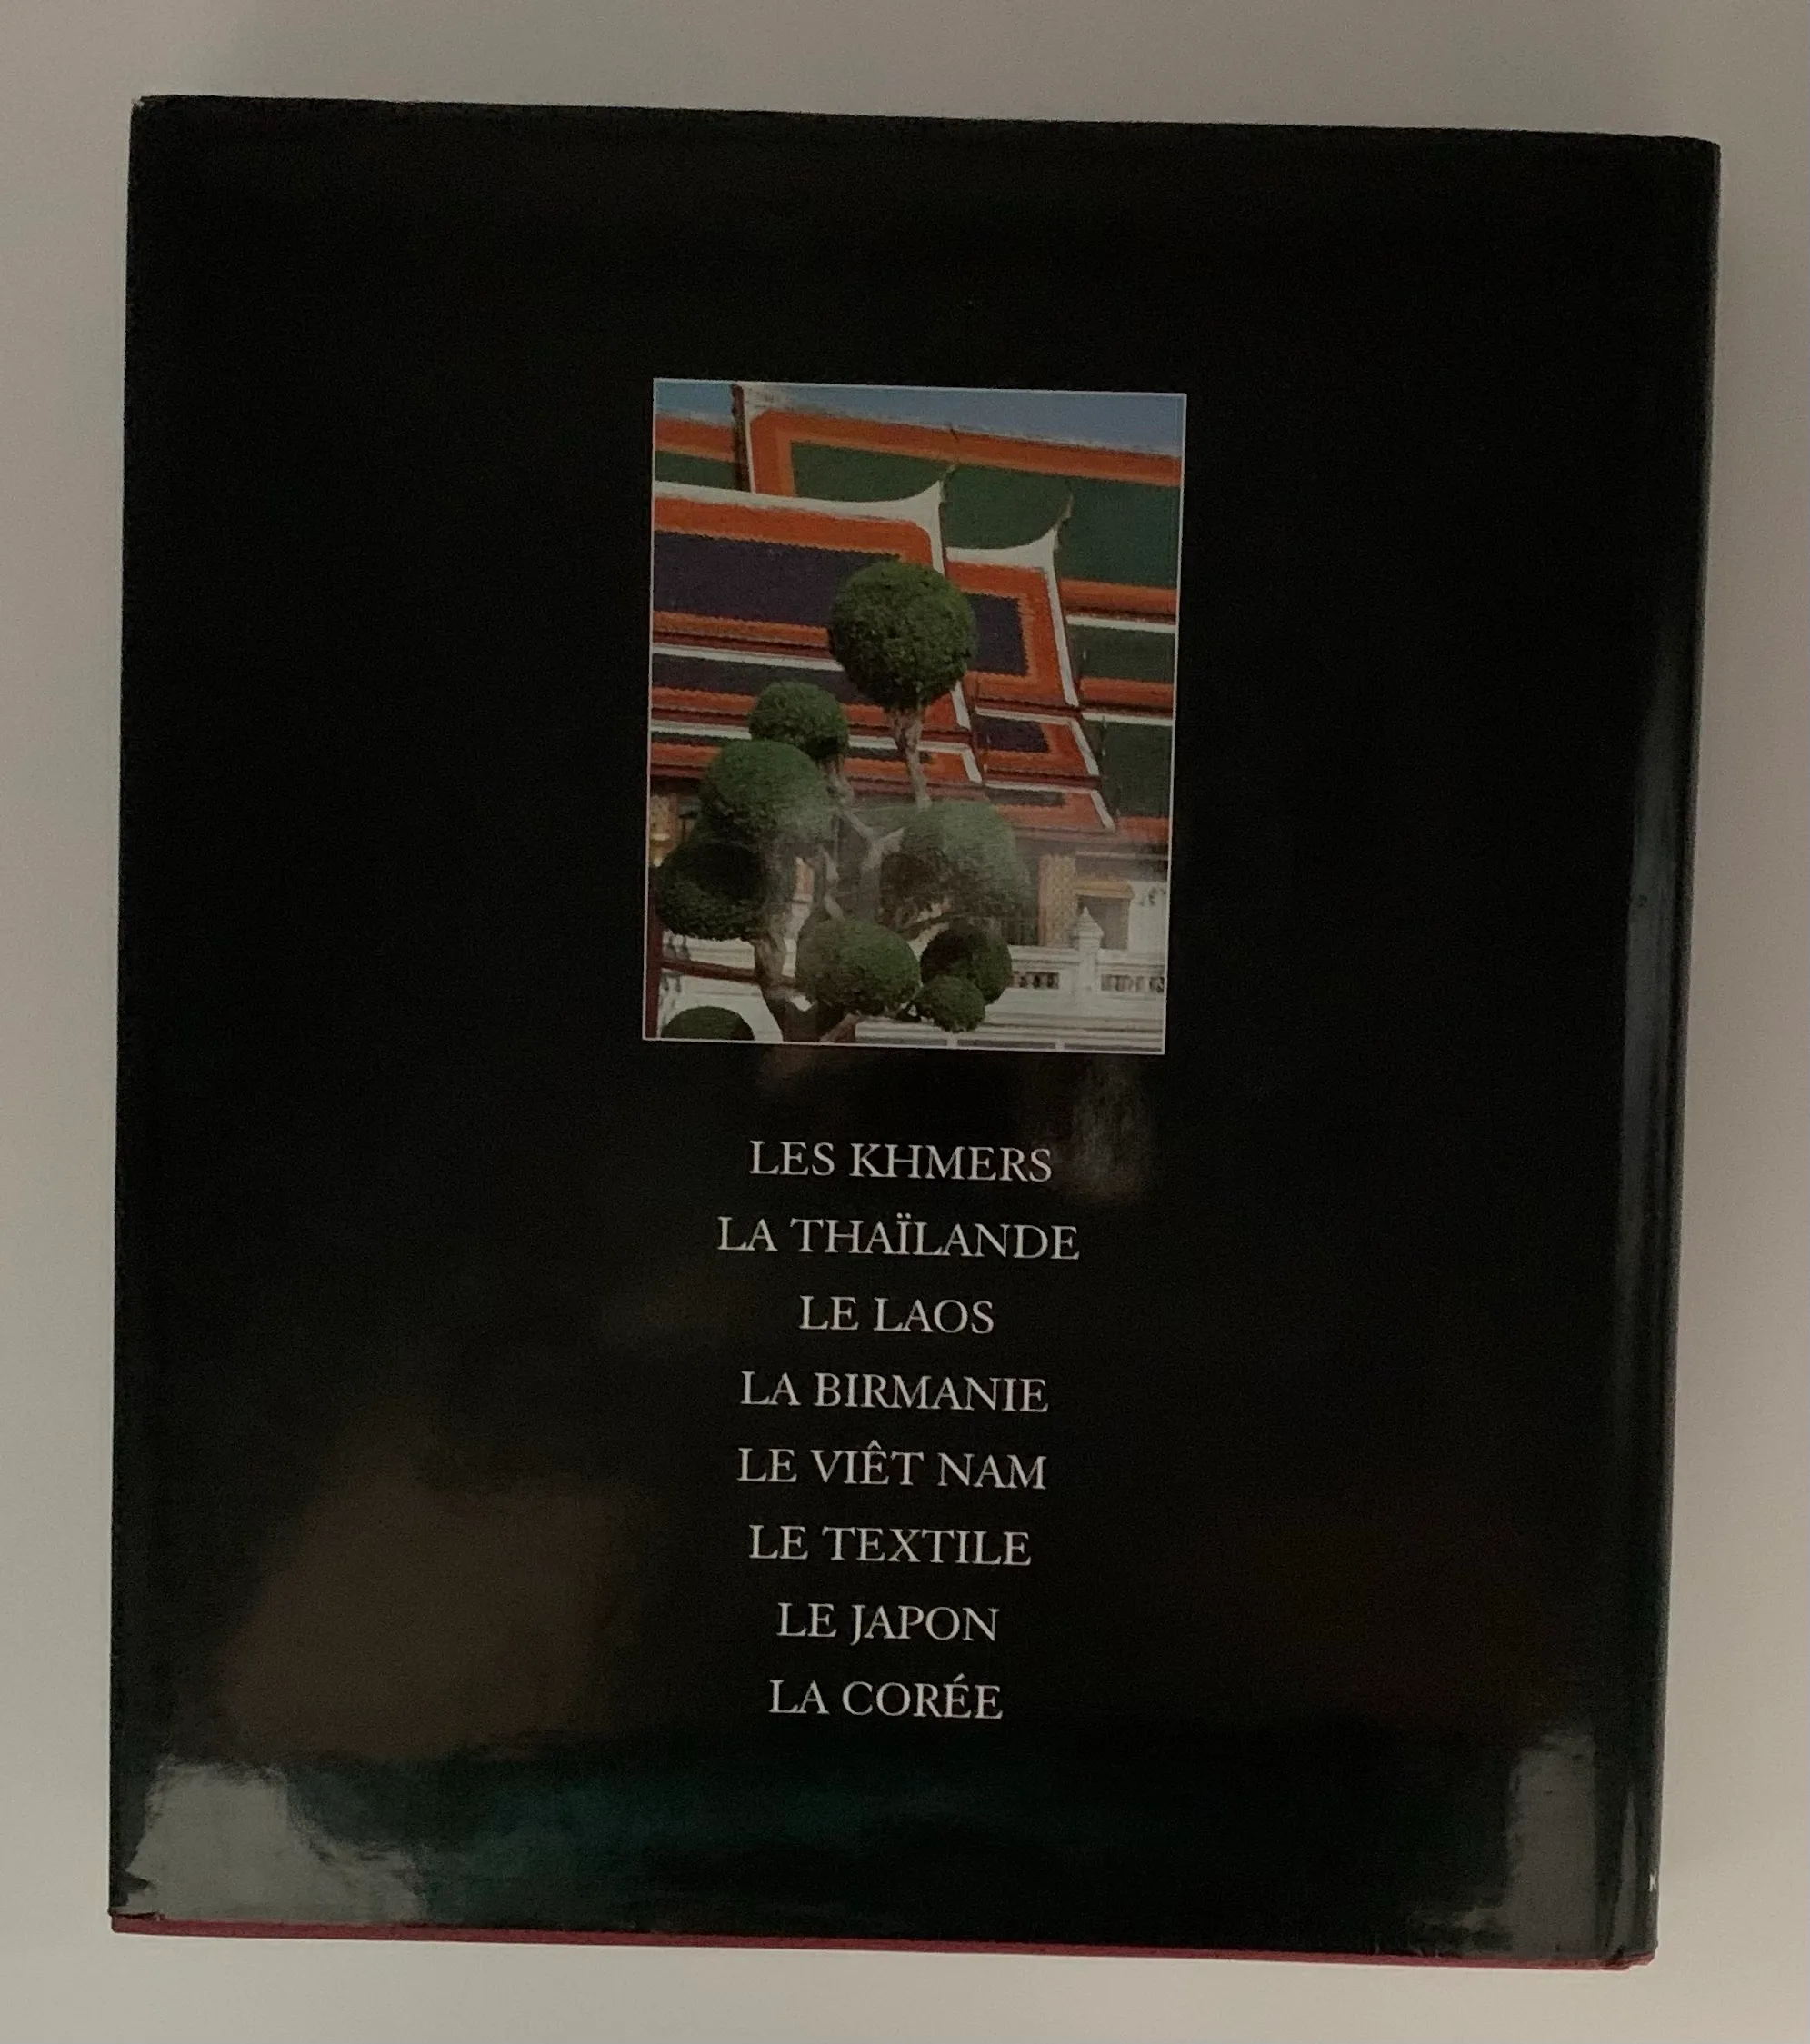 LES KHMERS
LA THAÏLANDE
LE LAOS
LA BIRMANIE
LE VIÊT NAM
LE TEXTILE
LE JAPON
LA CORÉE